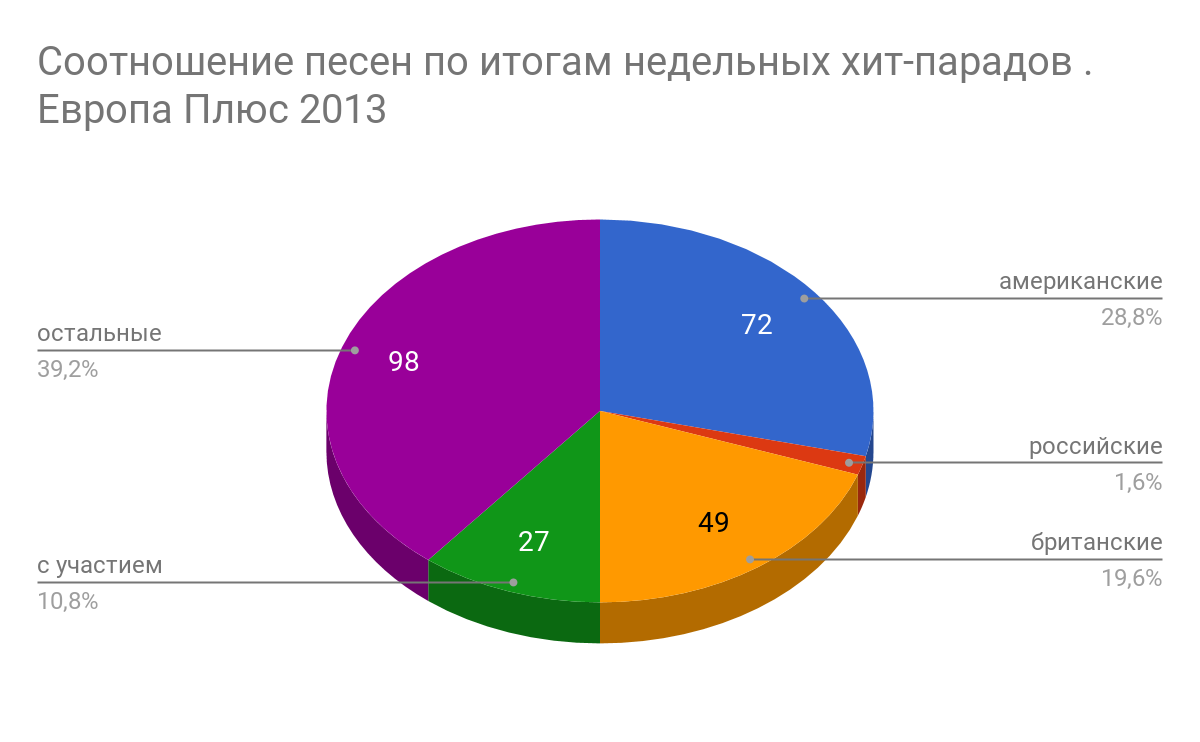 Соотношение песен по итогам недельных хит-парадов .
Европа Плюс 2013
американские
28,8%
72
остальные
39,2%
98
российские
1,6%
49
британские
19,6%
27
с участием
10,8%